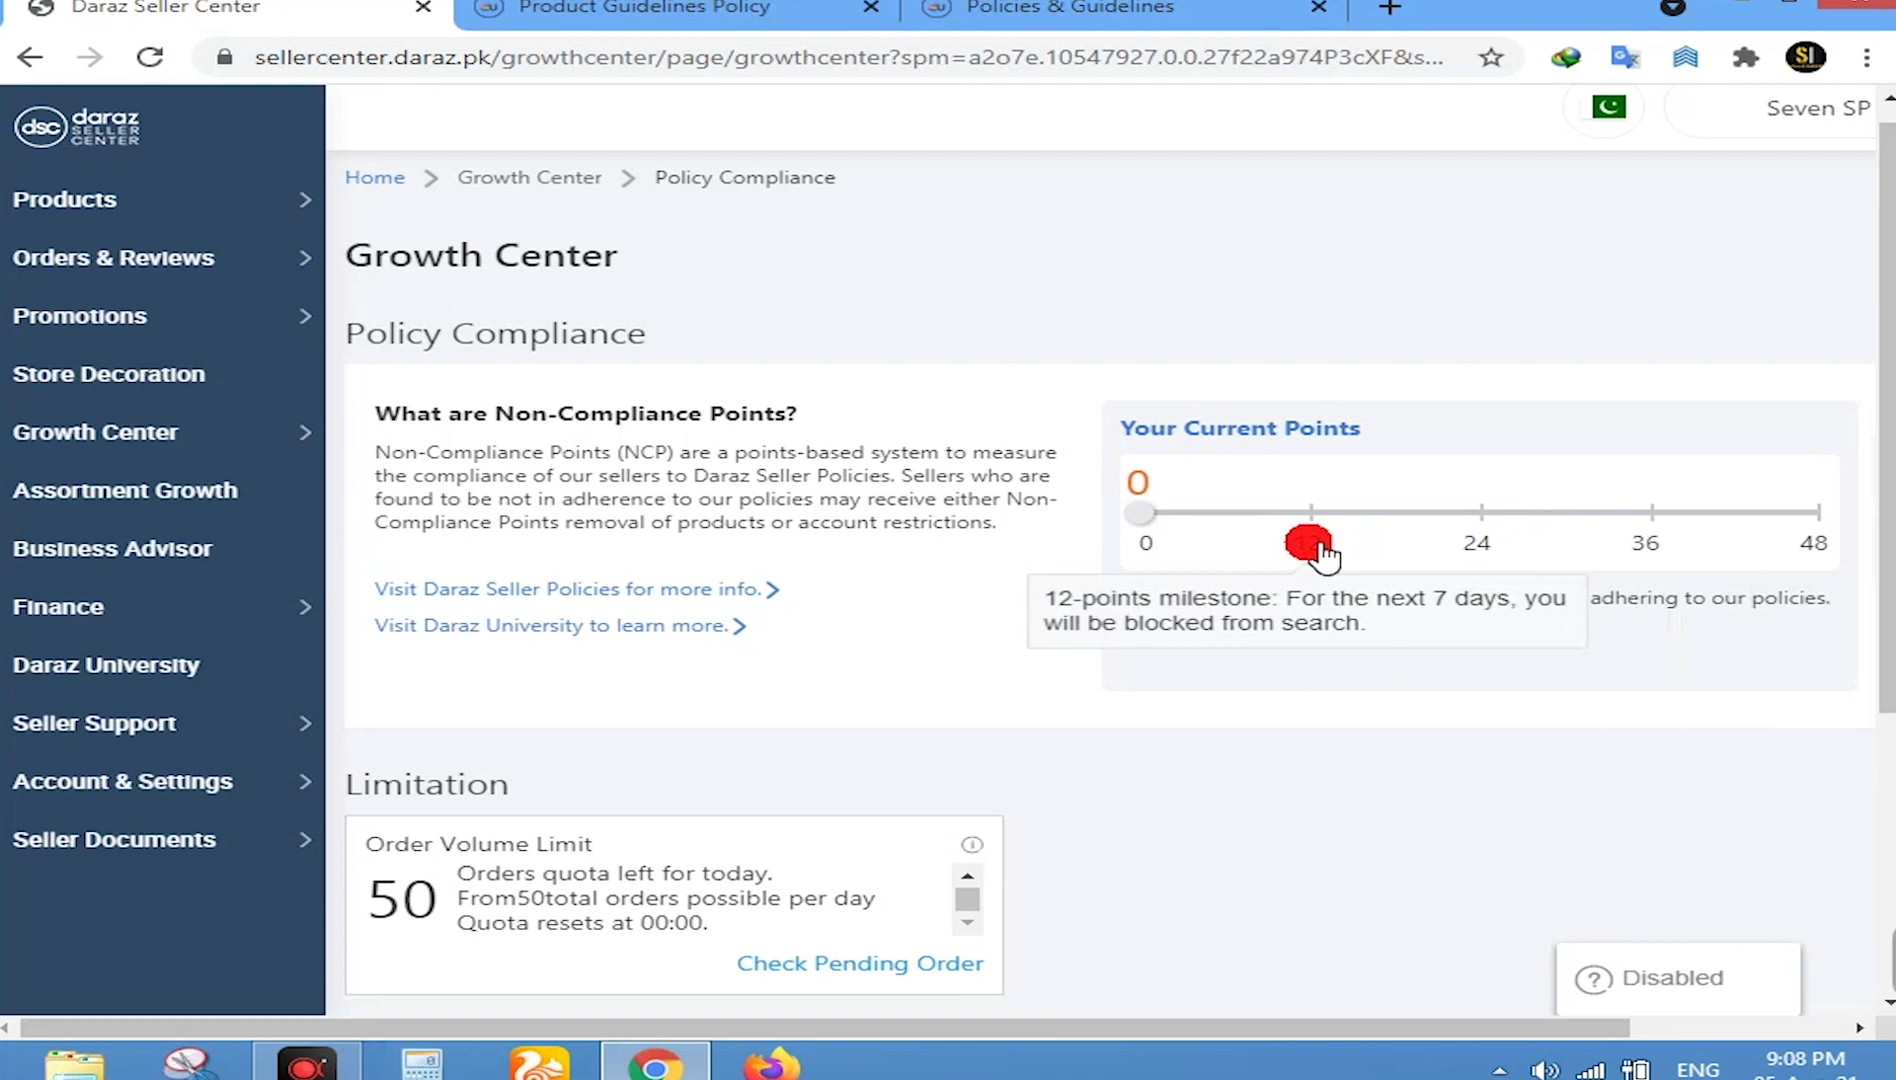 Daraz Seller Center
Product Guidelines Policy
Policies & Guidelines
sellercenter.daraz.pk/growthcenter/page/growthcenter?spm=a2o7e.10547927.0.0.27f22a974P3cXF&s...
SI
dsc daraz
SELLER
CENTER
Seven SP
Products
Orders & Reviews
Promotions
Store Decoration
Growth Center
Assortment Growth
Business Advisor
Finance
Daraz University
Seller Support
Account & Settings
Seller Documents
Home > Growth Center > Policy Compliance
Growth Center
Policy Compliance
What are Non-Compliance Points?
Non-Compliance Points (NCP) are a points-based system to measure
the compliance of our sellers to Daraz Seller Policies. Sellers who are
found to be not in adherence to our policies may receive either Non-
Compliance Points removal of products or account restrictions.
Visit Daraz Seller Policies for more info. >
Visit Daraz University to learn more. >
Your Current Points
0
0 12 24 36 48
12-points milestone: For the next 7 days, you
will be blocked from search.
adhering to our policies.
Limitation
Order Volume Limit
50
Orders quota left for today.
From50total orders possible per day
Quota resets at 00:00.
Check Pending Order
? Disabled
ENG
9:08 PM